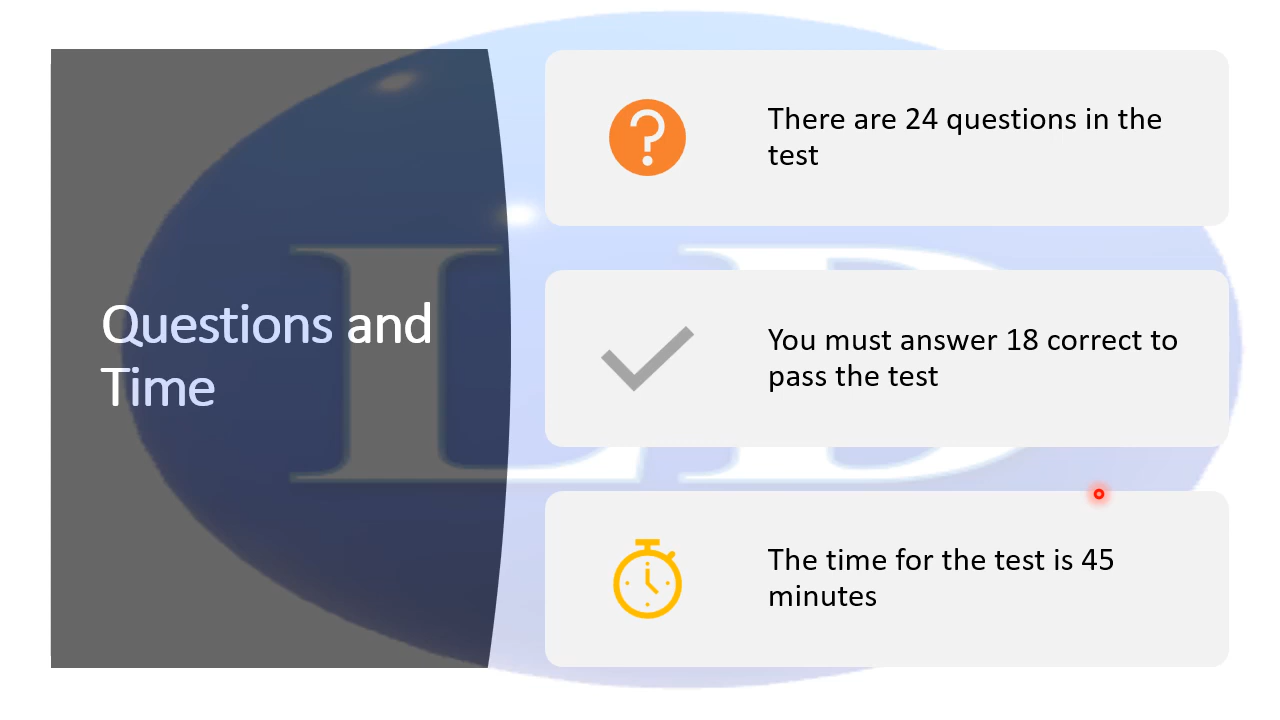 Questions and
Time
There are 24 questions in the
test
You must answer 18 correct to
pass the test
The time for the test is 45
minutes
LD